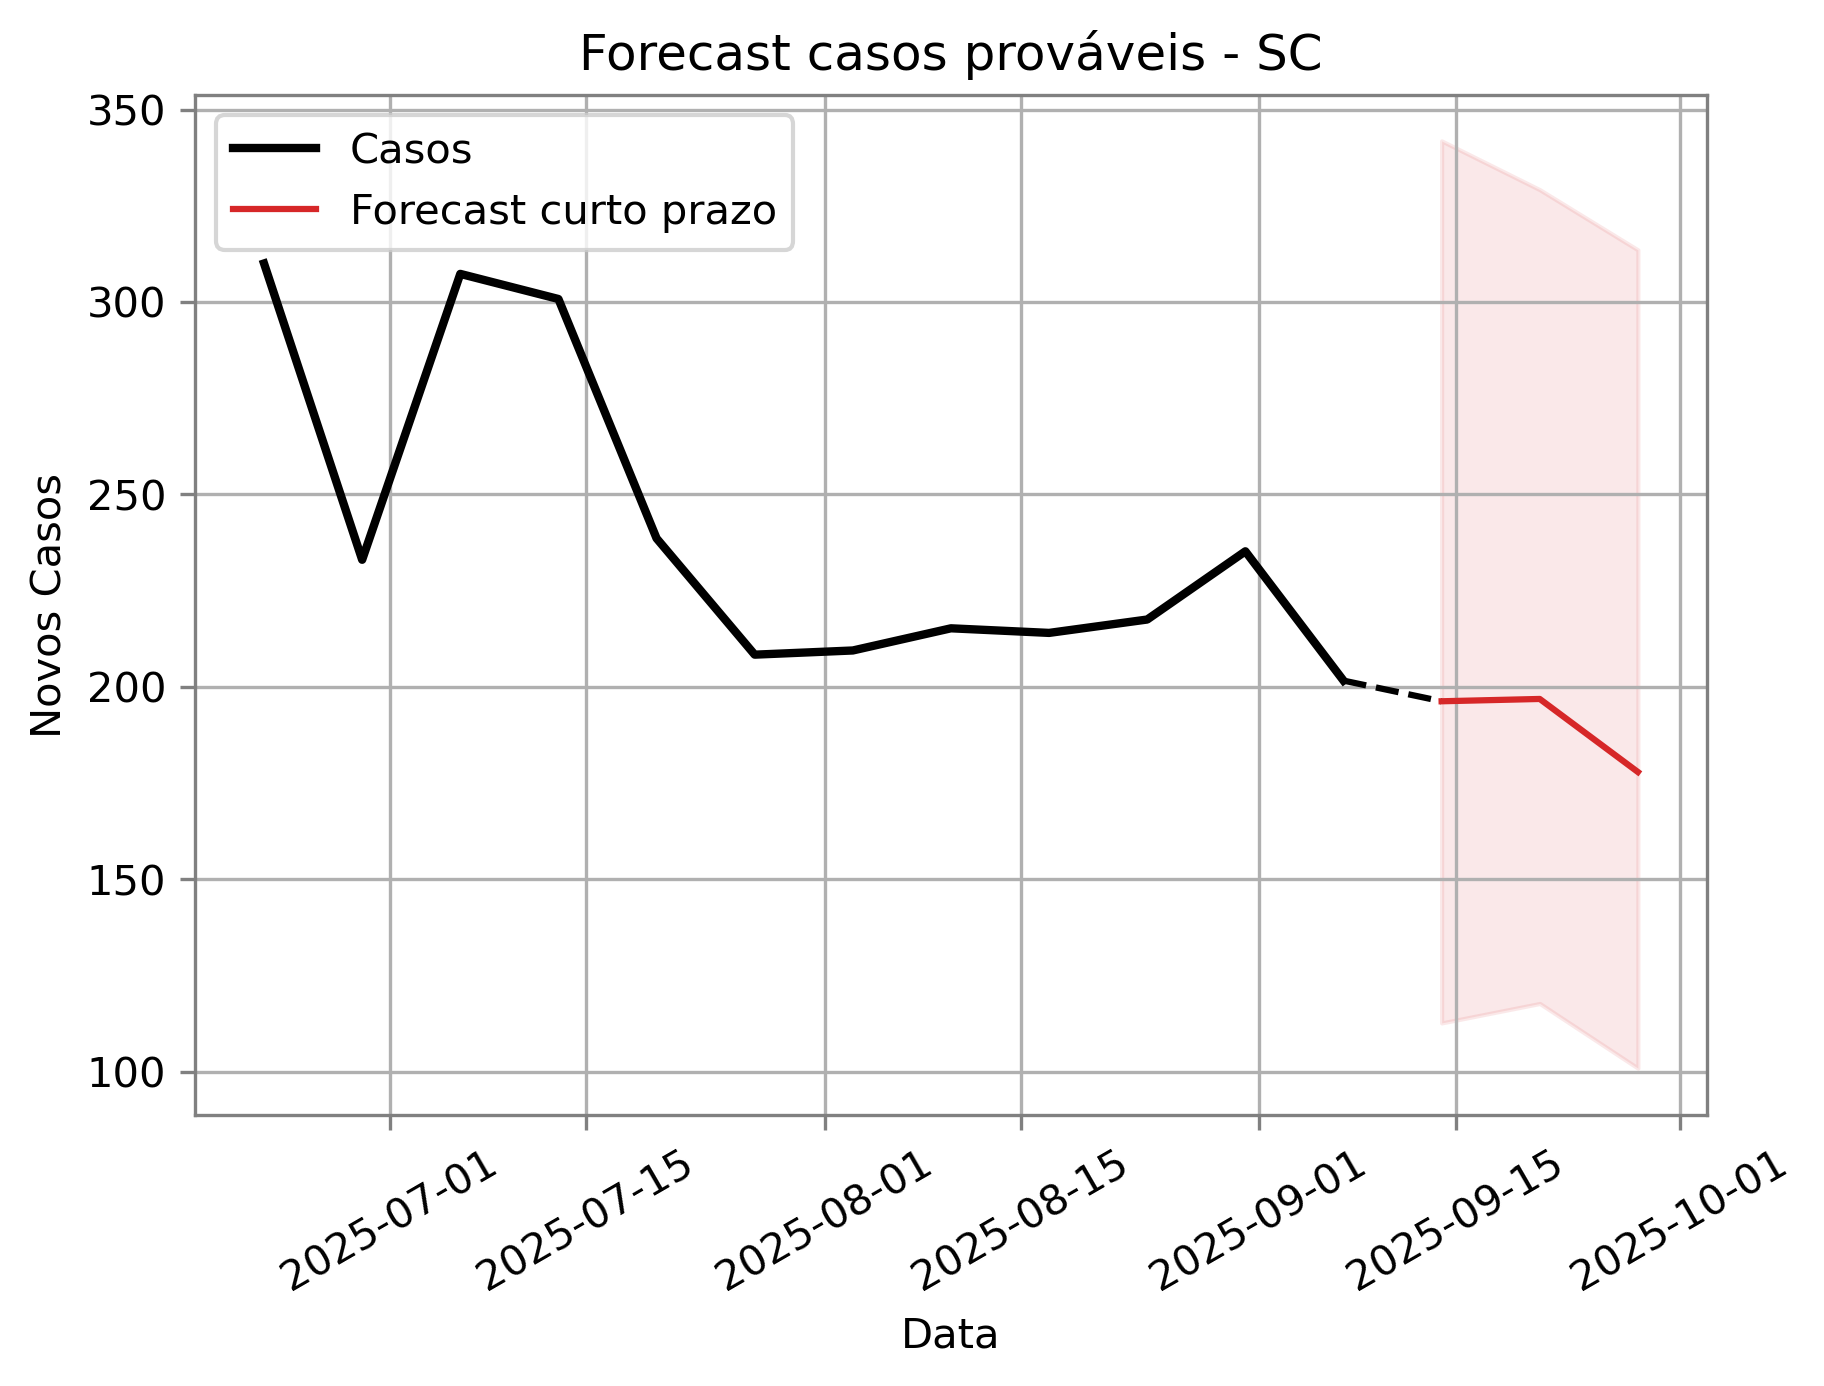 Forecast casos prováveis - SC
Casos
Forecast curto prazo
350
300
250
200
150
100
Novos Casos
2025-07-01
2025-07-15
2025-08-01
2025-08-15
2025-09-01
2025-09-15
2025-10-01
Data